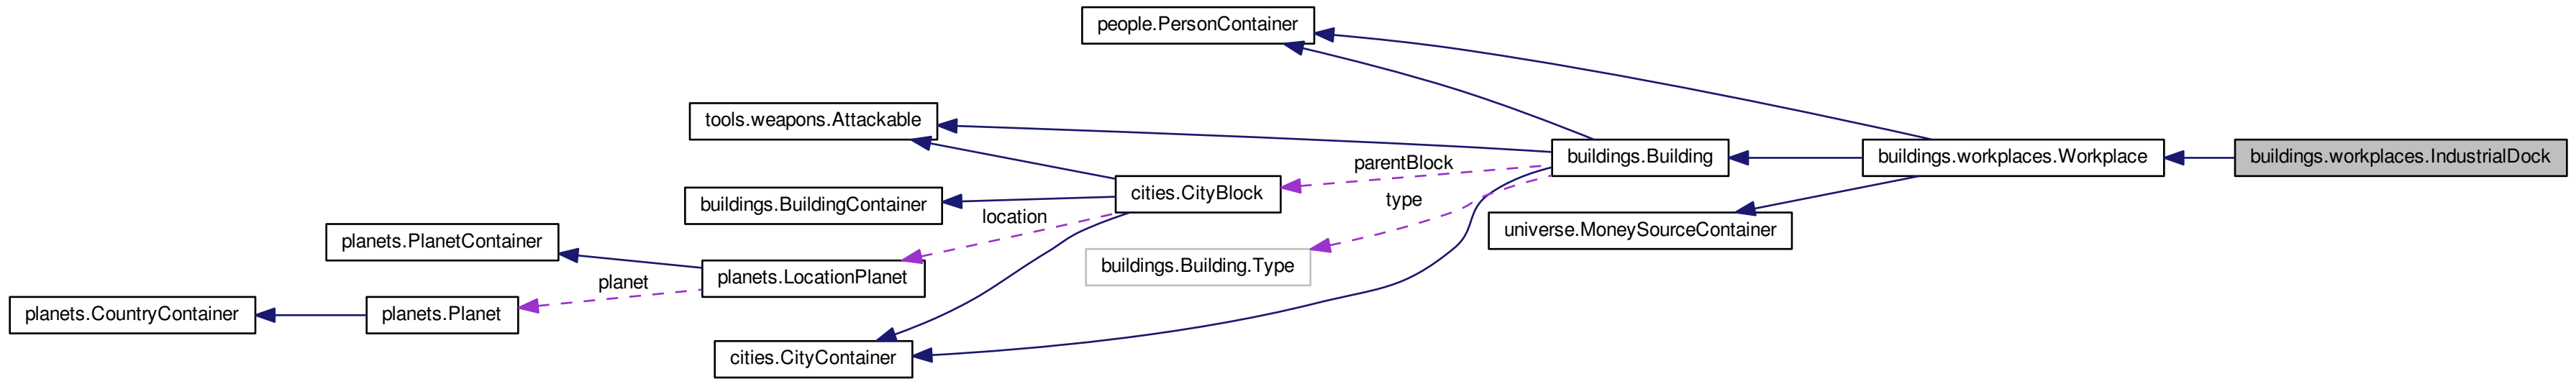 people.PersonContainer
tools.weapons.Attackable
buildings.Building
buildings.workplaces.Workplace
buildings.workplaces.IndustrialDock
parentBlock
cities.CityBlock
type
buildings.BuildingContainer
location
universe.MoneySourceContainer
planets.PlanetContainer
buildings.Building.Type
planets.LocationPlanet
planet
planets.CountryContainer
planets.Planet
cities.CityContainer